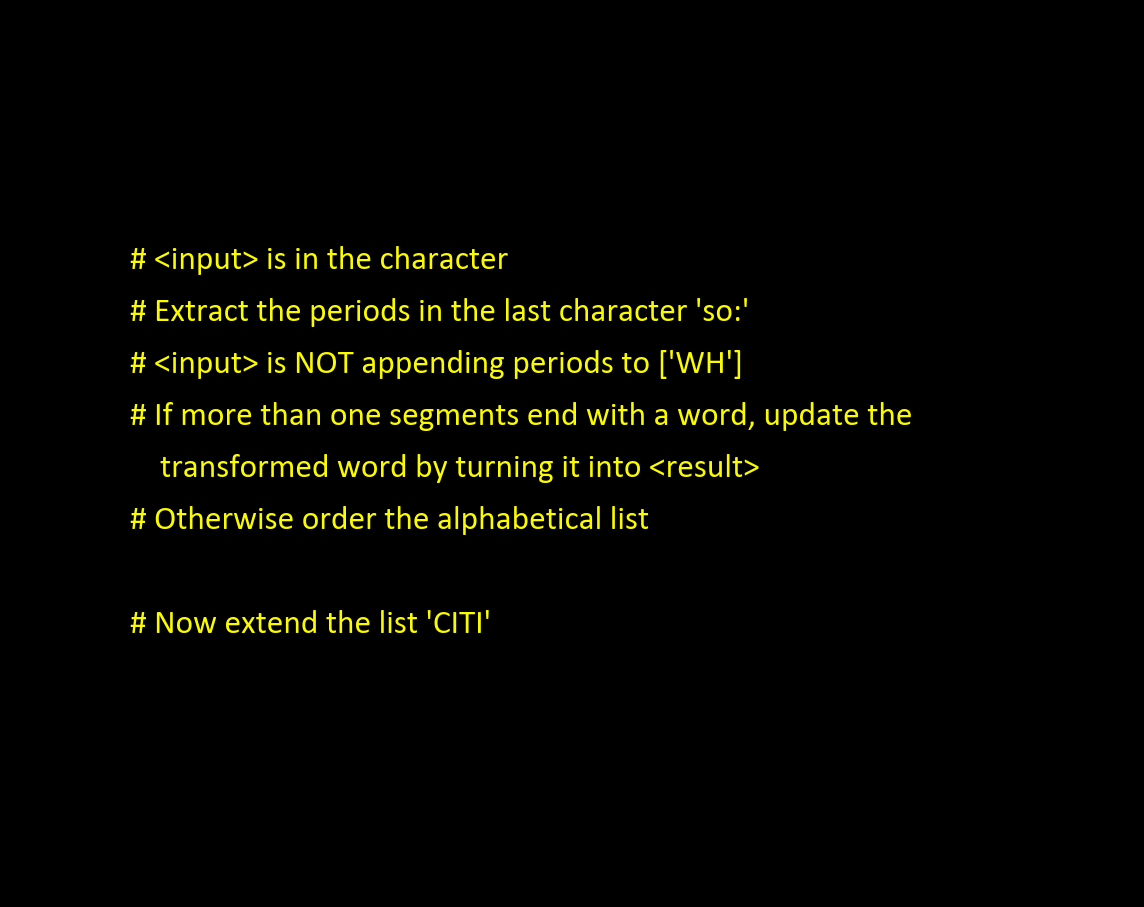 # <input> is in the character
# Extract the periods in the last character 'so:'
# <input> is NOT appending periods to ['WH']
# If more than one segments end with a word, update the
transformed word by turning it into <result>
# Otherwise order the alphabetical list
# Now extend the list 'CITI'